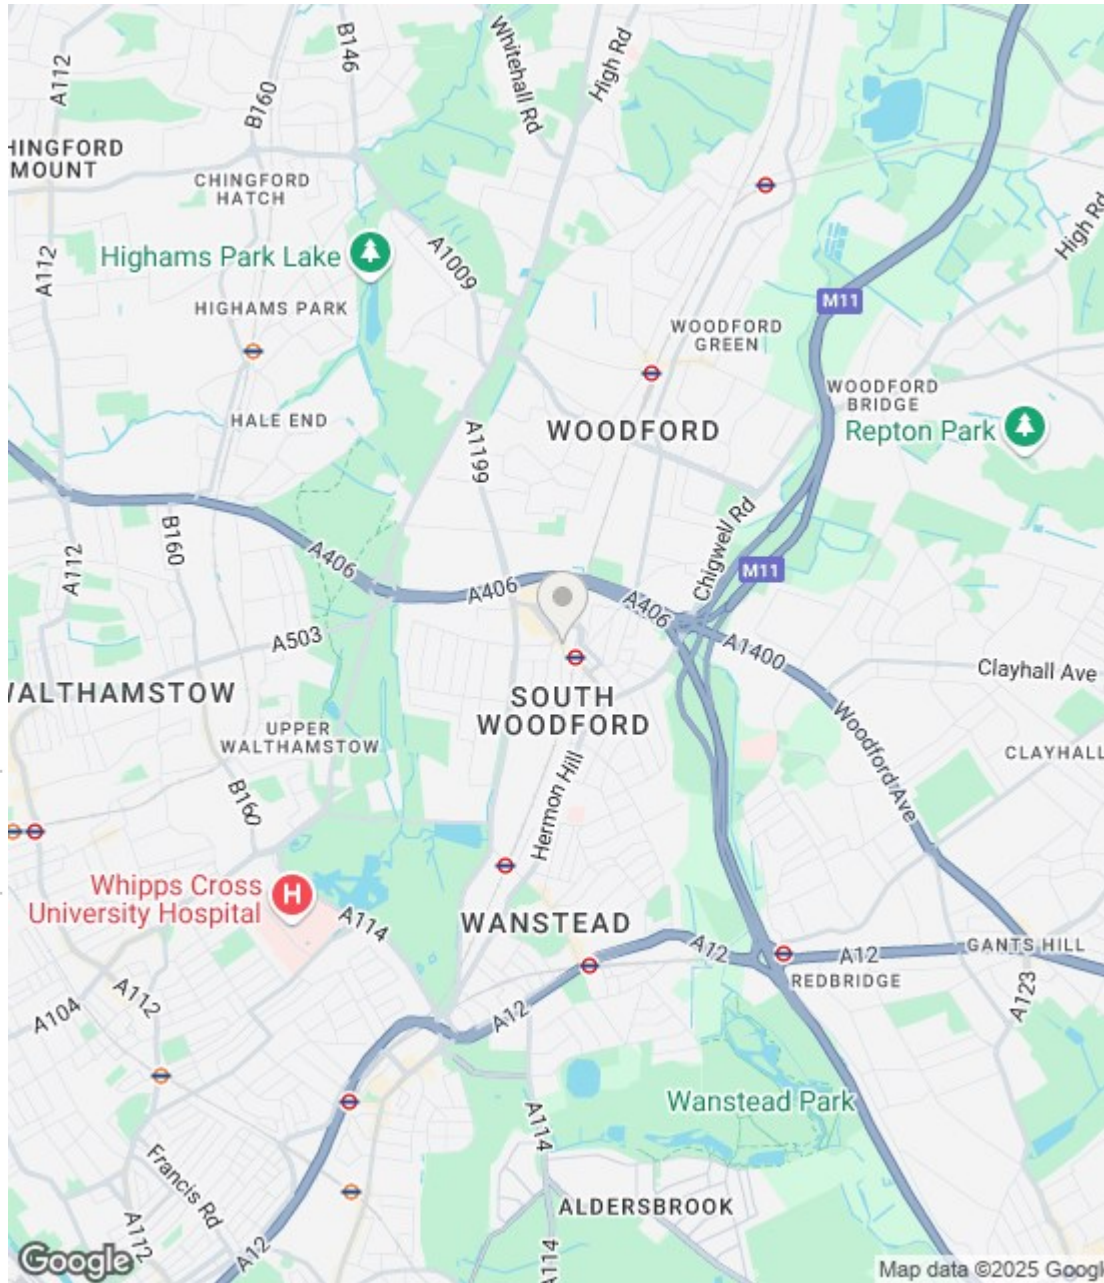 A112
B160
B146
Whitehall Rd
High Rd
HINGFORD
MOUNT
CHINGFORD
HATCH
A112
Highams Park Lake
A1009
High Rd
M11
HIGHAMS PARK
WOODFORD
GREEN
WOODFORD
BRIDGE
HALE END
WOODFORD
Repton Park
A1199
B160
A112
A406
A406
A406
Chigwell Rd
M11
A503
A1400
Clayhall Ave
WALTHAMSTOW
SOUTH
WOODFORD
UPPER
WALTHAMSTOW
Woodford Ave
CLAYHALL
B160
Hermon Hill
Whipps Cross
University Hospital
H
A114
WANSTEAD
A12
A12
GANTS HILL
REDBRIDGE
A104
A112
A12
A123
Wanstead Park
A114
Francis Rd
ALDERSBROOK
A112
A12
A114
Google
Map data ©2025 Googl